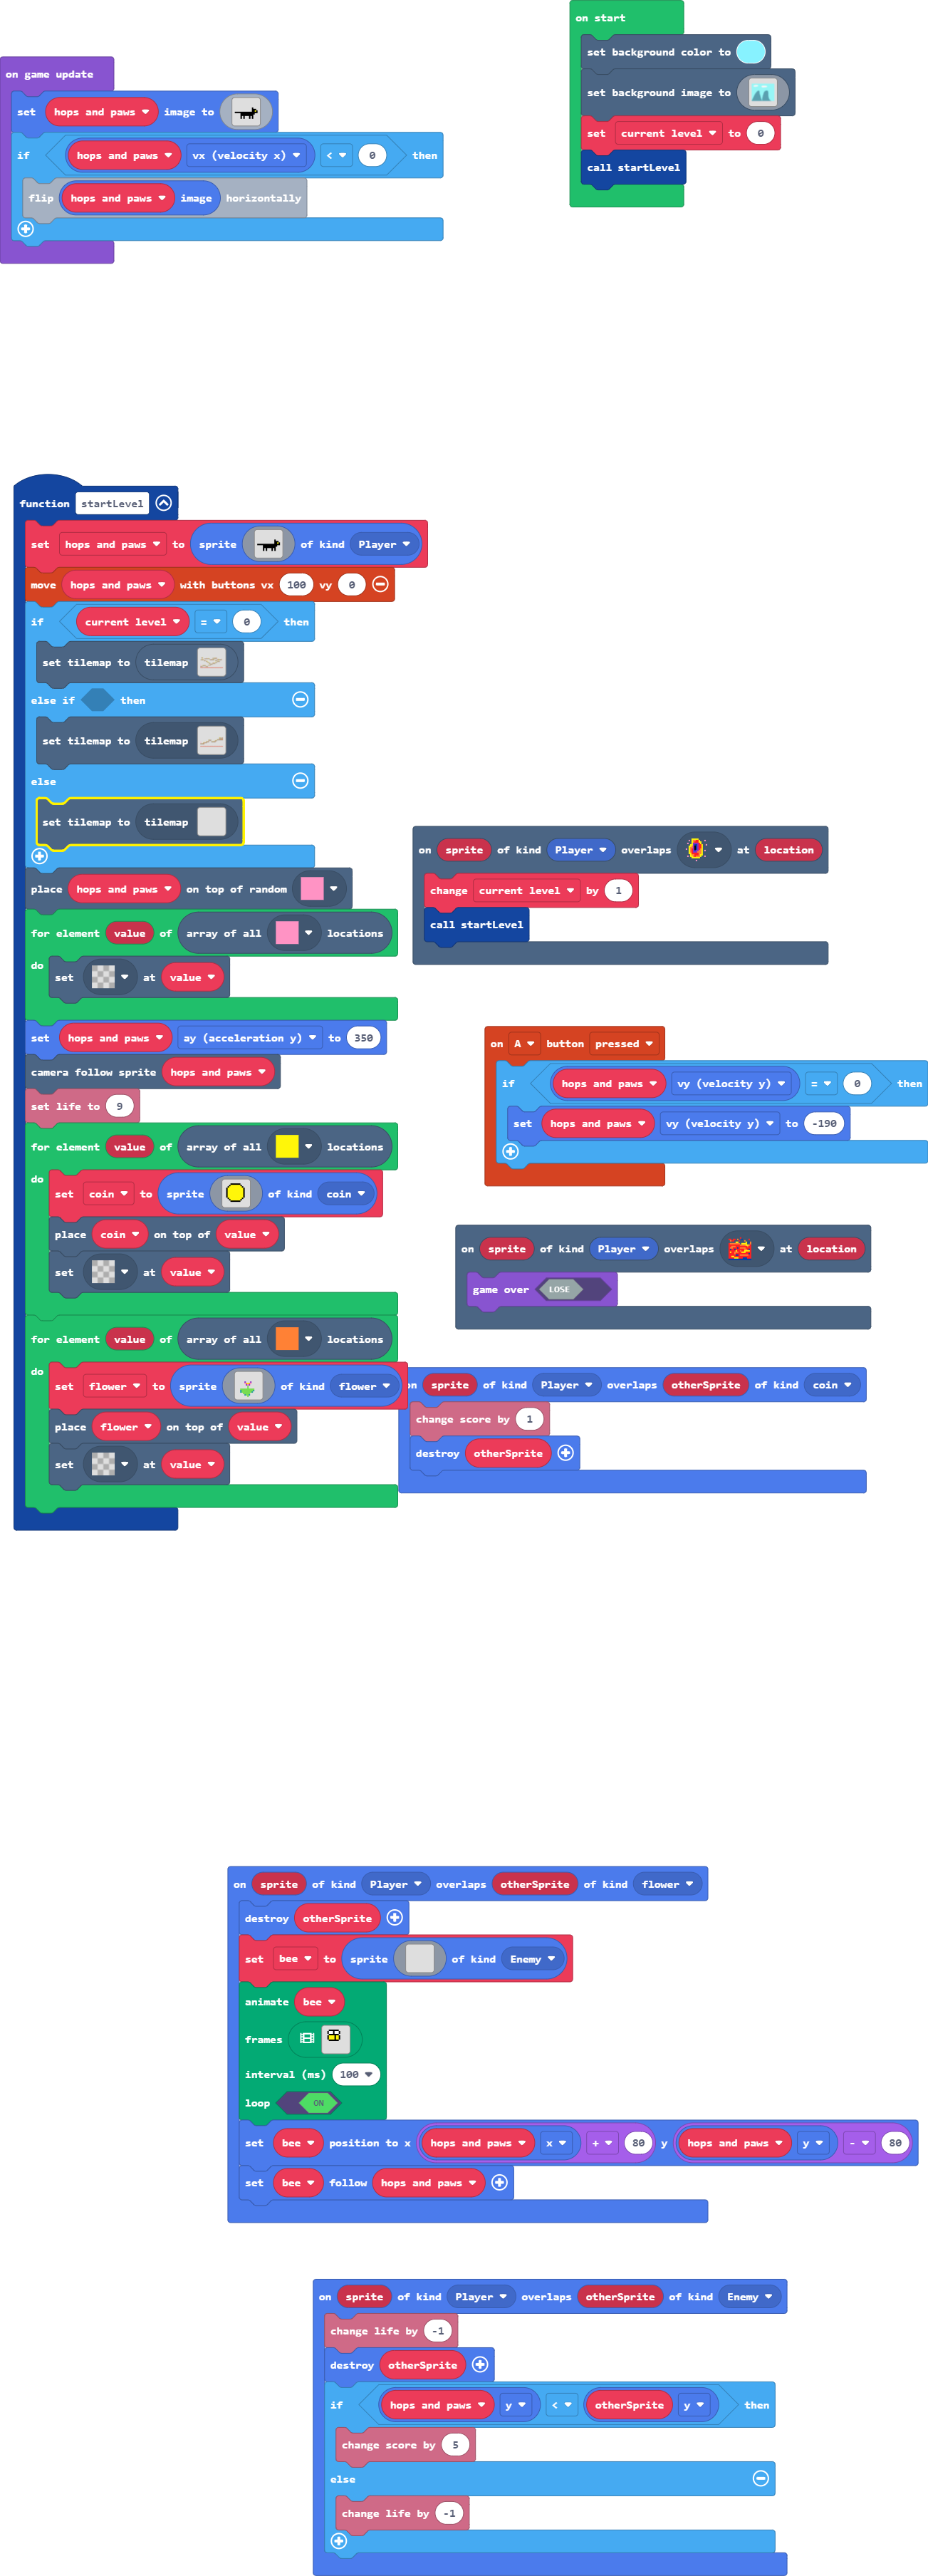 on start
set background color to
set background image to
set current level to 0
call startLevel
on game update
set hops and paws image to
if hops and paws vx (velocity x) < 0 then
flip hops and paws image horizontally
function startLevel
set hops and paws to sprite of kind Player
move hops and paws with buttons vx 100 vy 0
if current level = 0 then
set tilemap to tilemap
else if then
set tilemap to tilemap
else
set tilemap to tilemap
place hops and paws on top of random
for element value of array of all locations
do
set at value
set hops and paws ay (acceleration y) to 350
camera follow sprite hops and paws
set life to 9
for element value of array of all locations
do
set coin to sprite of kind coin
place coin on top of value
set at value
for element value of array of all locations
do
set flower to sprite of kind flower
place flower on top of value
set at value
on sprite of kind Player overlaps at location
change current level by 1
call startLevel
on A button pressed
if hops and paws vy (velocity y) = 0 then
set hops and paws vy (velocity y) to -190
on sprite of kind Player overlaps at location
game over LOSE
on sprite of kind Player overlaps otherSprite of kind coin
change score by 1
destroy otherSprite
on sprite of kind Player overlaps otherSprite of kind flower
destroy otherSprite
set bee to sprite of kind Enemy
animate bee
frames
interval (ms) 100
loop ON
set bee position to x hops and paws x + 80 y hops and paws y - 80
set bee follow hops and paws
on sprite of kind Player overlaps otherSprite of kind Enemy
change life by -1
destroy otherSprite
if hops and paws y < otherSprite y then
change score by 5
else
change life by -1